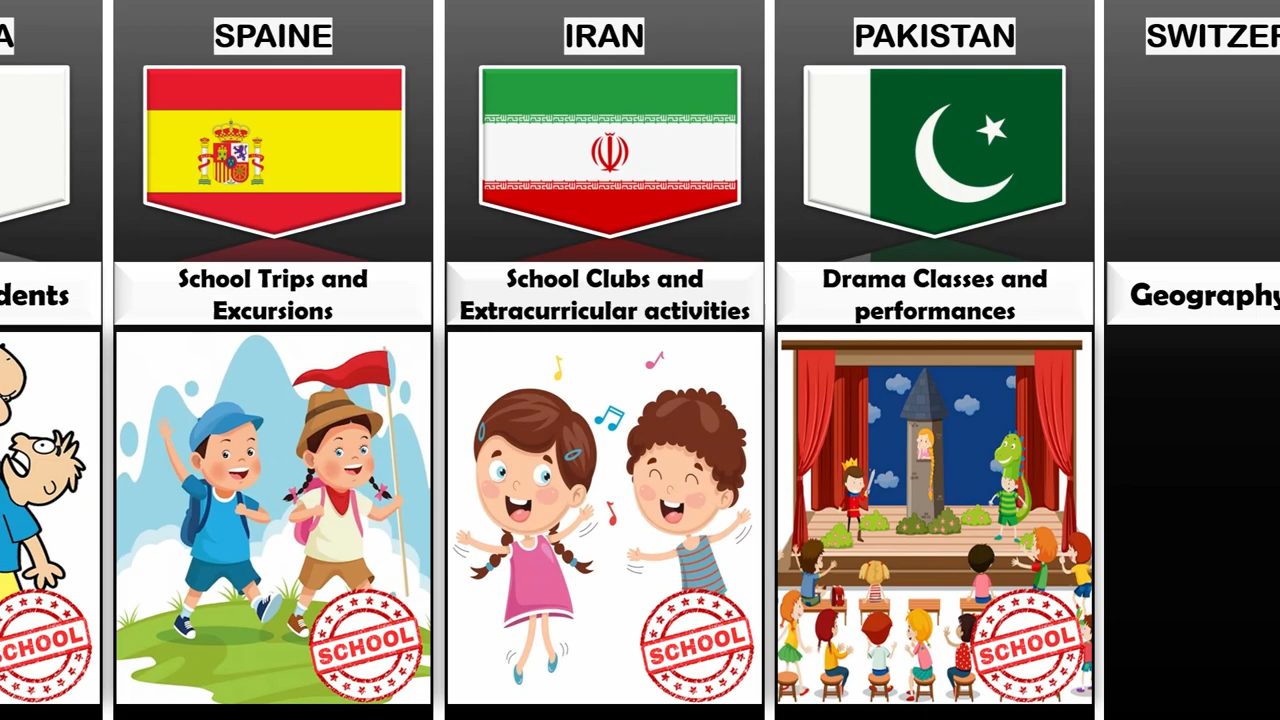 A
SPAINE
IRAN
PAKISTAN
SWITZER
dents
School Trips and
Excursions
School Clubs and
Extracurricular activities
Drama Classes and
performances
Geography
SCHOOL
SCHOOL
SCHOOL
SCHOOL